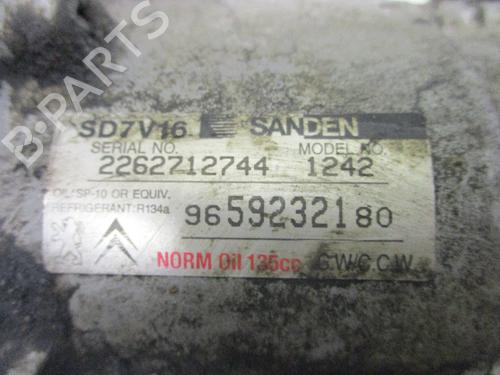 B-PARTS
SD7V16 SANDEN
SERIAL NO. MODEL NO.
2262712744 1242
OIL: SP-10 OR EQUIV.
REFRIGERANT: R134a
9659232180
NORM Oil 135cc C.W/C.C.W